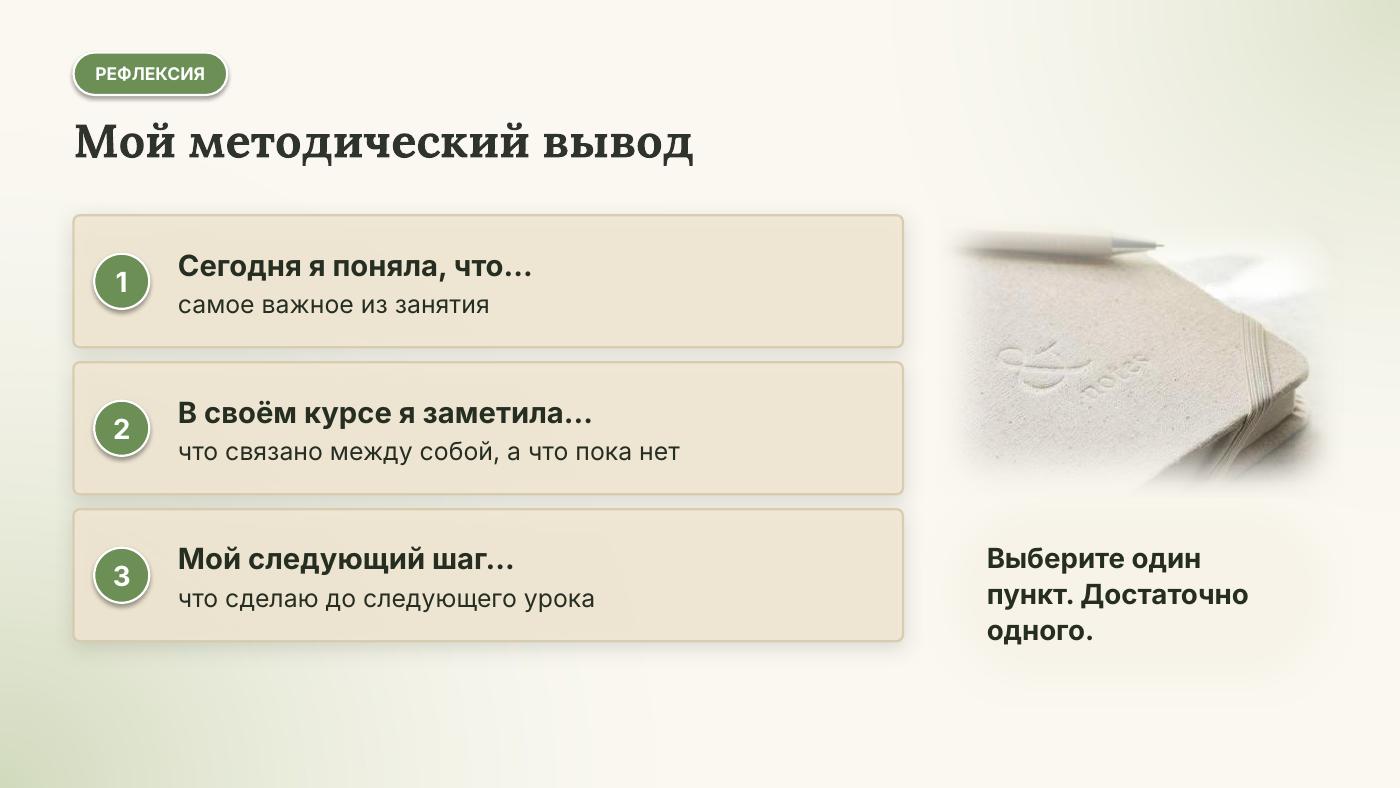 РЕФЛЕКСИЯ
Мой методический вывод
1
Сегодня я поняла, что…
самое важное из занятия
2
В своём курсе я заметила…
что связано между собой, а что пока нет
3
Мой следующий шаг…
что сделаю до следующего урока
notes
Выберите один
пункт. Достаточно
одного.